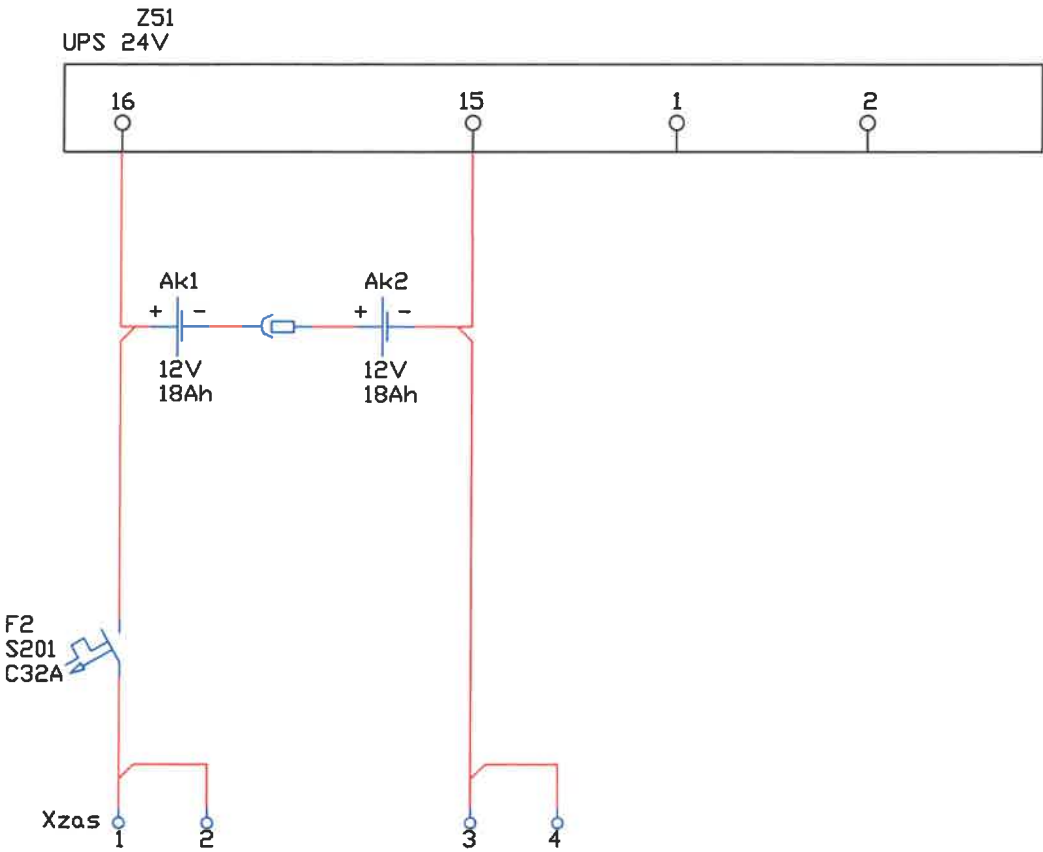 Z51
UPS 24V
16 15 1 2
Ak1 Ak2
+ - + -
12V 12V
18Ah 18Ah
F2
S201
C32A
Xzas
1 2 3 4